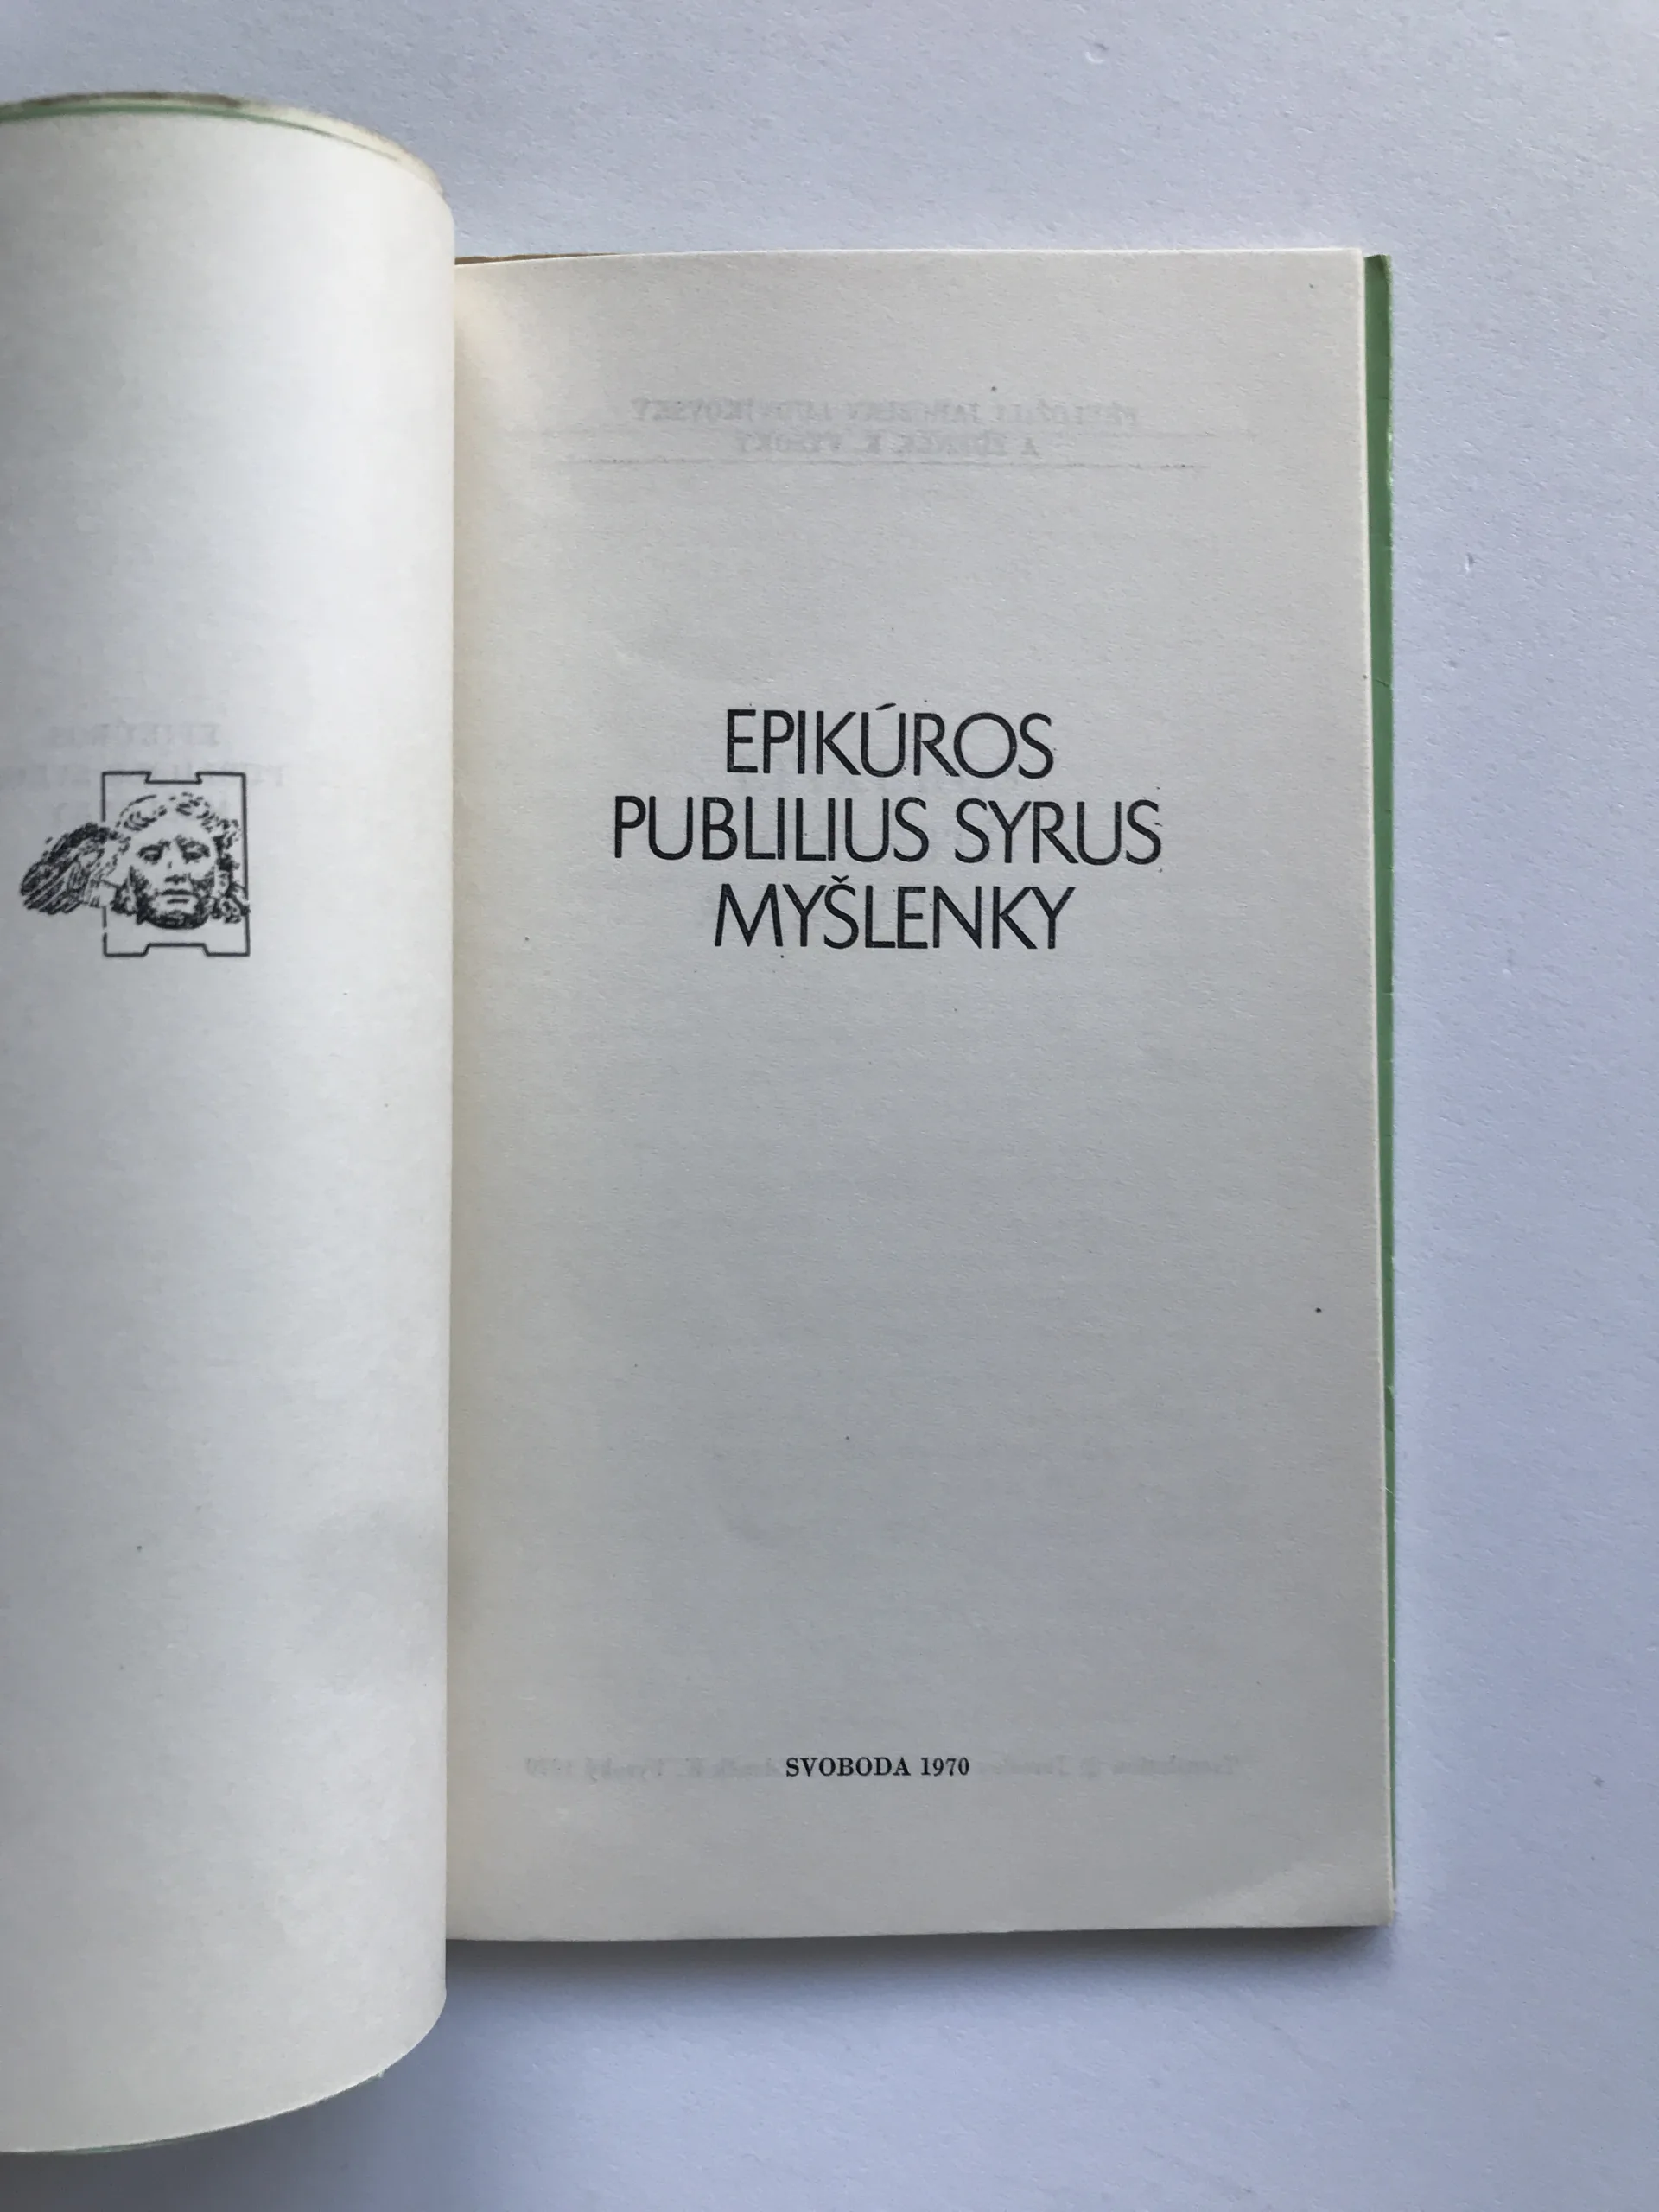 EPIKÚROS
PUBLILIUS SYRUS
MYŠLENKY
SVOBODA 1970